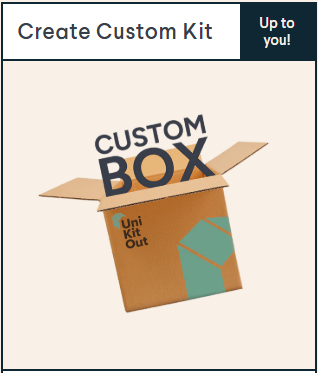 Create Custom Kit
Up to
you!
CUSTOM
BOX
Uni
Kit
Out